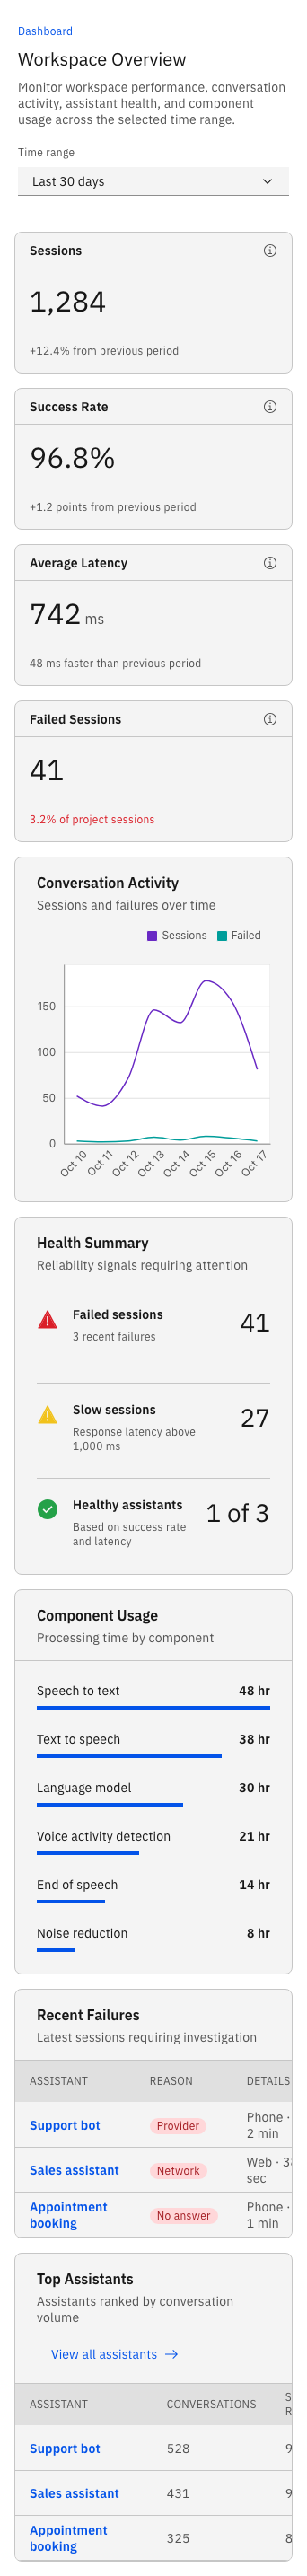 Dashboard
Workspace Overview
Monitor workspace performance, conversation
activity, assistant health, and component
usage across the selected time range.
Time range
Last 30 days
Sessions
1,284
+12.4% from previous period
Success Rate
96.8%
+1.2 points from previous period
Average Latency
742 ms
48 ms faster than previous period
Failed Sessions
41
3.2% of project sessions
Conversation Activity
Sessions and failures over time
Sessions Failed
150
100
50
0
Oct 10 Oct 11 Oct 12 Oct 13 Oct 14 Oct 15 Oct 16 Oct 17
Health Summary
Reliability signals requiring attention
Failed sessions 41
3 recent failures
Slow sessions 27
Response latency above
1,000 ms
Healthy assistants 1 of 3
Based on success rate
and latency
Component Usage
Processing time by component
Speech to text 48 hr
Text to speech 38 hr
Language model 30 hr
Voice activity detection 21 hr
End of speech 14 hr
Noise reduction 8 hr
Recent Failures
Latest sessions requiring investigation
ASSISTANT REASON DETAILS
Support bot Provider Phone ·
2 min
Sales assistant Network Web ·
sec
Appointment
booking No answer Phone ·
1 min
Top Assistants
Assistants ranked by conversation
volume
View all assistants →
ASSISTANT CONVERSATIONS
Support bot 528
Sales assistant 431
Appointment
booking 325